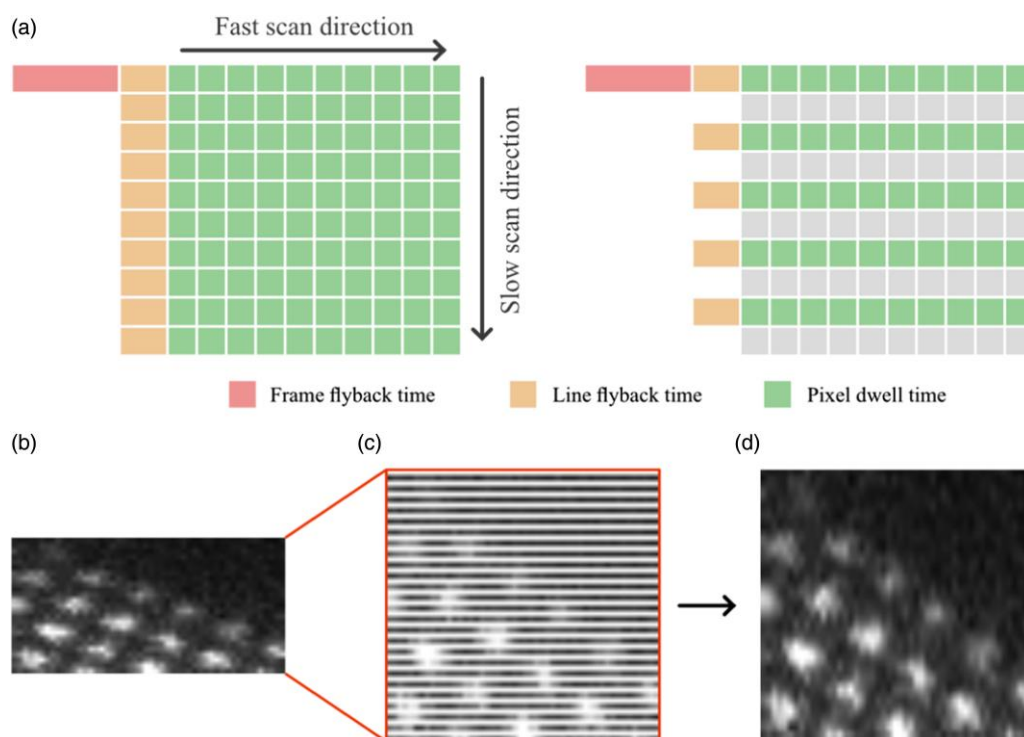 (a)
Fast scan direction
Slow scan direction
Frame flyback time
Line flyback time
Pixel dwell time
(b)
(c)
(d)